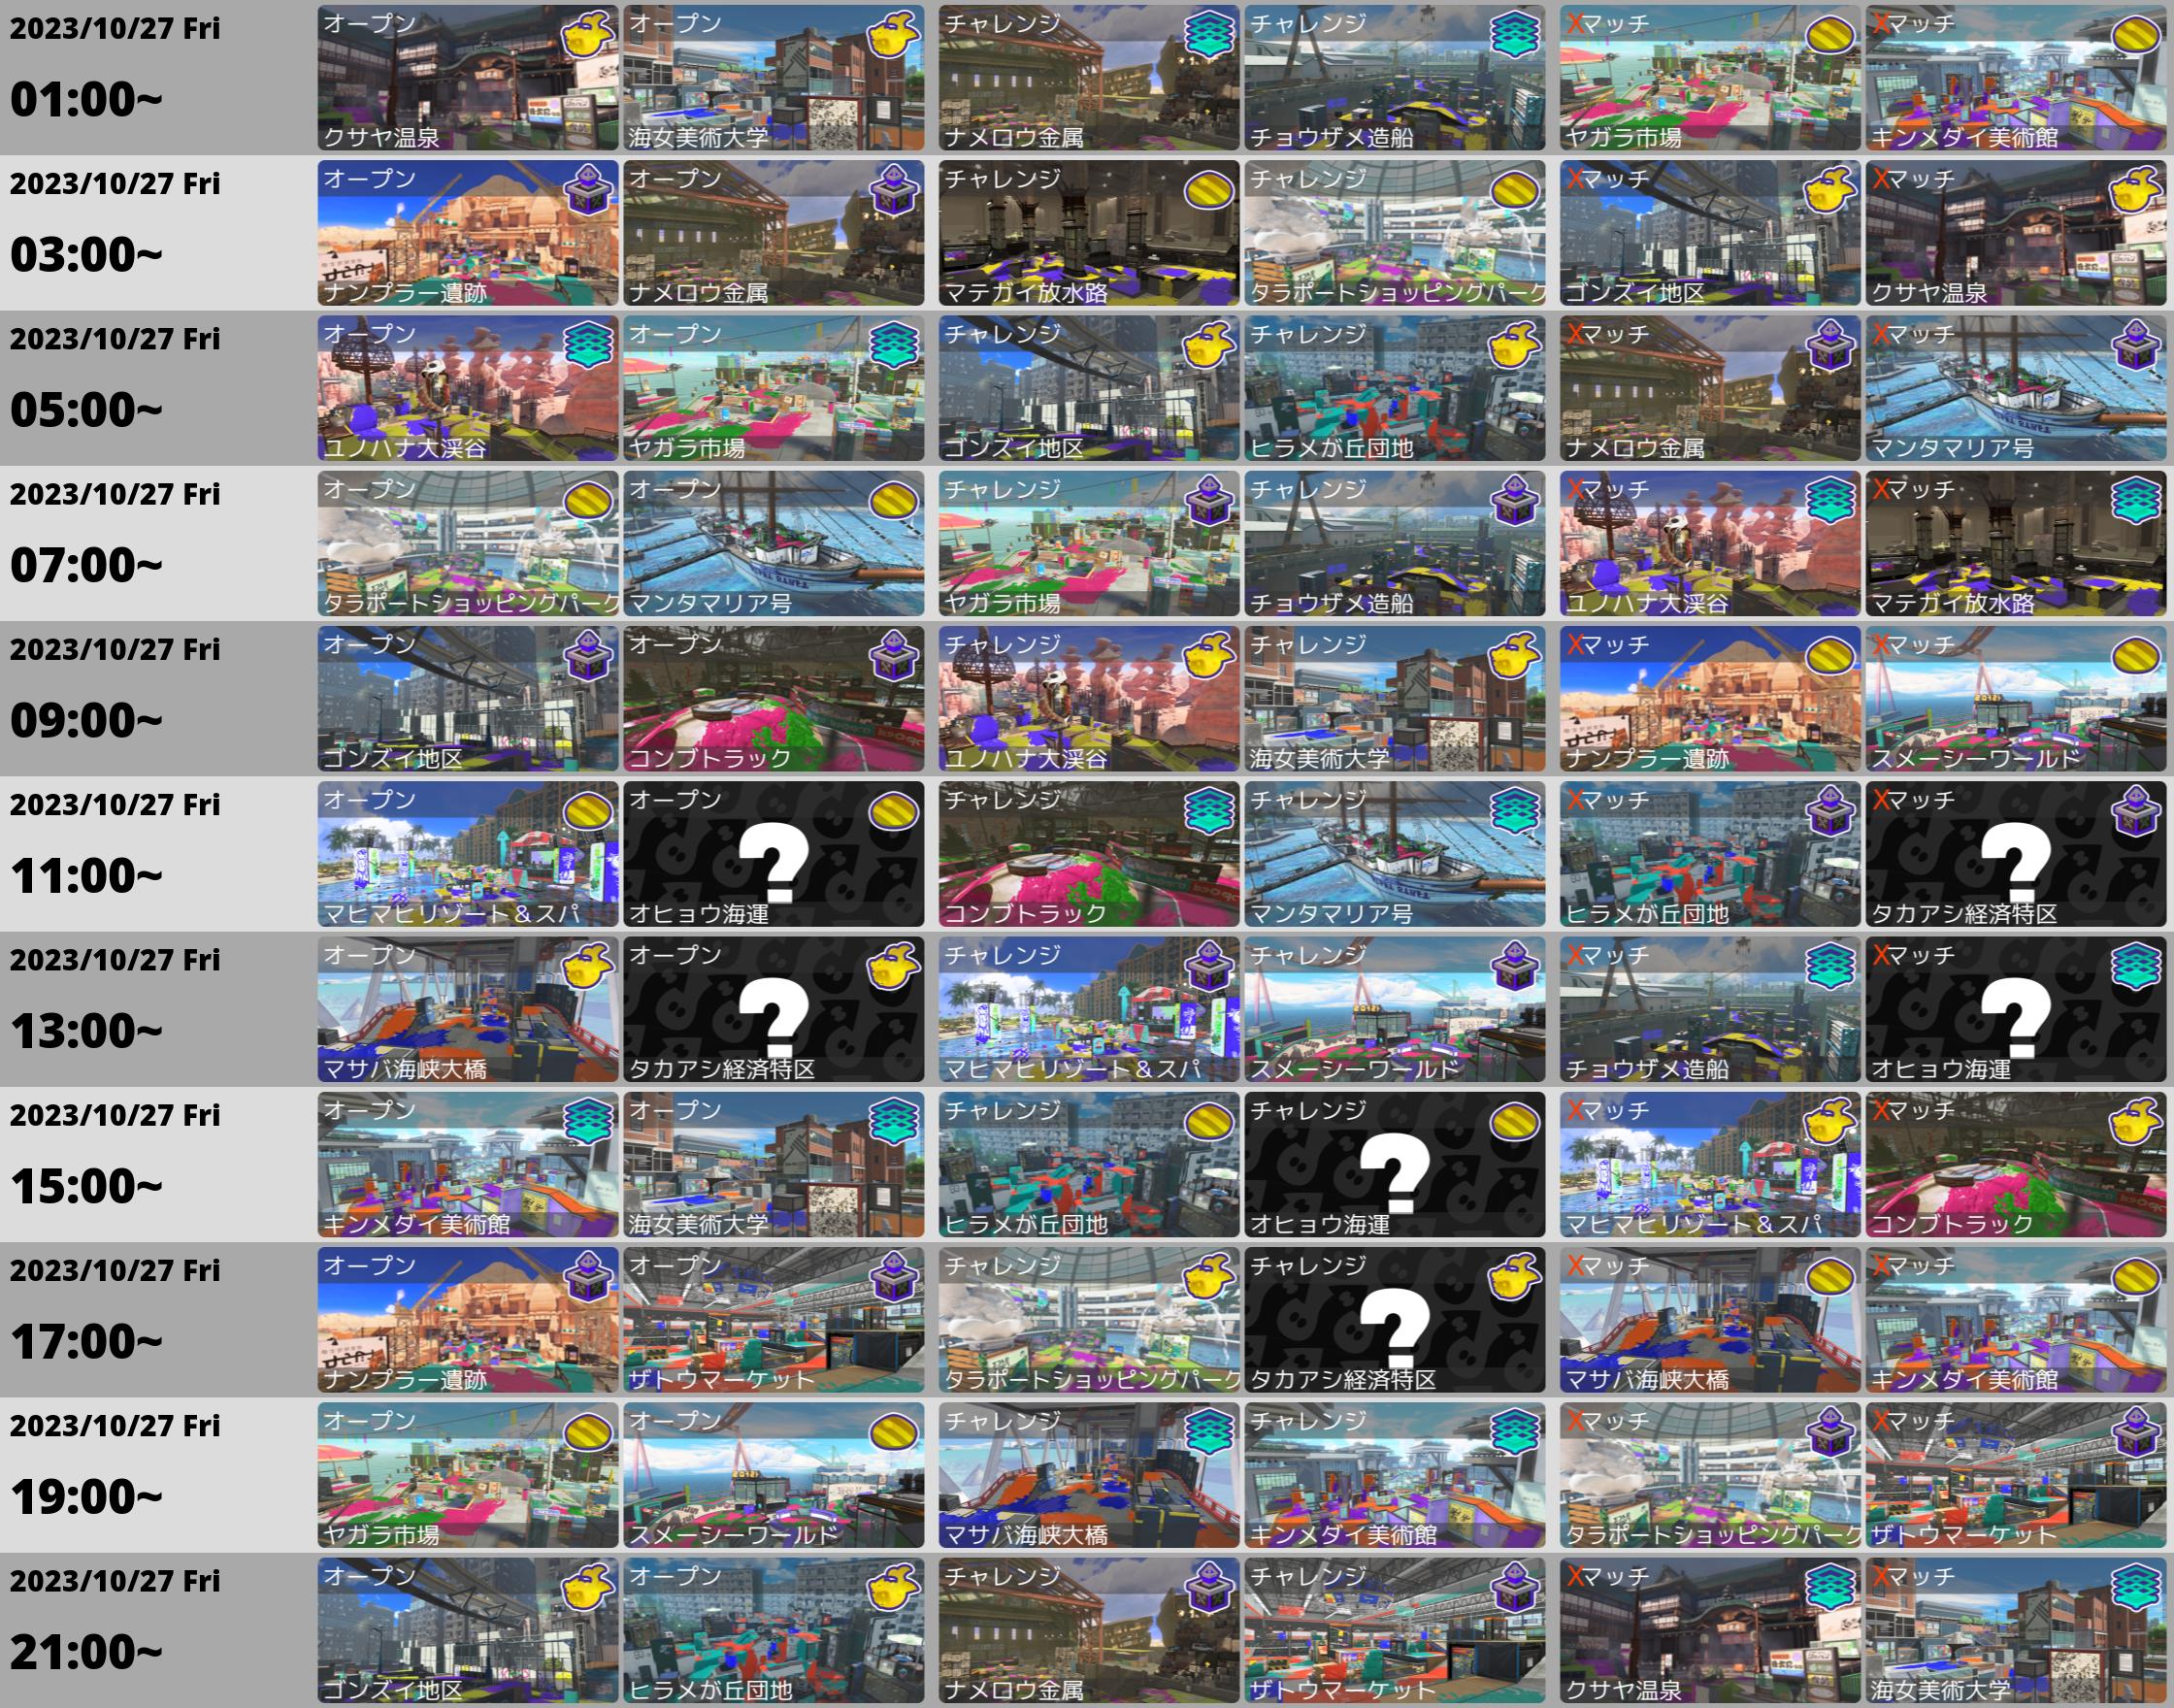 2023/10/27 Fri
01:00~
オープン
クサヤ温泉
オープン
海女美術大学
チャレンジ
ナメロウ金属
チャレンジ
チョウザメ造船
Xマッチ
ヤガラ市場
Xマッチ
キンメダイ美術館
2023/10/27 Fri
03:00~
オープン
ナンプラー遺跡
オープン
ナメロウ金属
チャレンジ
マテガイ放水路
チャレンジ
タラポートショッピングパーク
Xマッチ
ゴンズイ地区
Xマッチ
クサヤ温泉
2023/10/27 Fri
05:00~
オープン
ユノハナ大渓谷
オープン
ヤガラ市場
チャレンジ
ゴンズイ地区
チャレンジ
ヒラメが丘団地
Xマッチ
ナメロウ金属
Xマッチ
マンタマリア号
2023/10/27 Fri
07:00~
オープン
タラポートショッピングパーク
オープン
マンタマリア号
チャレンジ
ヤガラ市場
チャレンジ
チョウザメ造船
Xマッチ
ユノハナ大渓谷
Xマッチ
マテガイ放水路
2023/10/27 Fri
09:00~
オープン
ゴンズイ地区
オープン
コンブトラック
チャレンジ
ユノハナ大渓谷
チャレンジ
海女美術大学
Xマッチ
ナンプラー遺跡
Xマッチ
スメーシーワールド
2023/10/27 Fri
11:00~
オープン
マヒマヒリゾート&スパ
オープン
?
オヒョウ海運
チャレンジ
コンブトラック
チャレンジ
マンタマリア号
Xマッチ
ヒラメが丘団地
Xマッチ
?
タカアシ経済特区
2023/10/27 Fri
13:00~
オープン
マサバ海峡大橋
オープン
?
タカアシ経済特区
チャレンジ
マヒマヒリゾート&スパ
チャレンジ
スメーシーワールド
Xマッチ
チョウザメ造船
Xマッチ
?
オヒョウ海運
2023/10/27 Fri
15:00~
オープン
キンメダイ美術館
オープン
海女美術大学
チャレンジ
ヒラメが丘団地
チャレンジ
?
オヒョウ海運
Xマッチ
マヒマヒリゾート&スパ
Xマッチ
コンブトラック
2023/10/27 Fri
17:00~
オープン
ナンプラー遺跡
オープン
ザトウマーケット
チャレンジ
タラポートショッピングパーク
チャレンジ
?
タカアシ経済特区
Xマッチ
マサバ海峡大橋
Xマッチ
キンメダイ美術館
2023/10/27 Fri
19:00~
オープン
ヤガラ市場
オープン
スメーシーワールド
チャレンジ
マサバ海峡大橋
チャレンジ
キンメダイ美術館
Xマッチ
タラポートショッピングパーク
Xマッチ
ザトウマーケット
2023/10/27 Fri
21:00~
オープン
ゴンズイ地区
オープン
ヒラメが丘団地
チャレンジ
ナメロウ金属
チャレンジ
ザトウマーケット
Xマッチ
クサヤ温泉
Xマッチ
海女美術大学